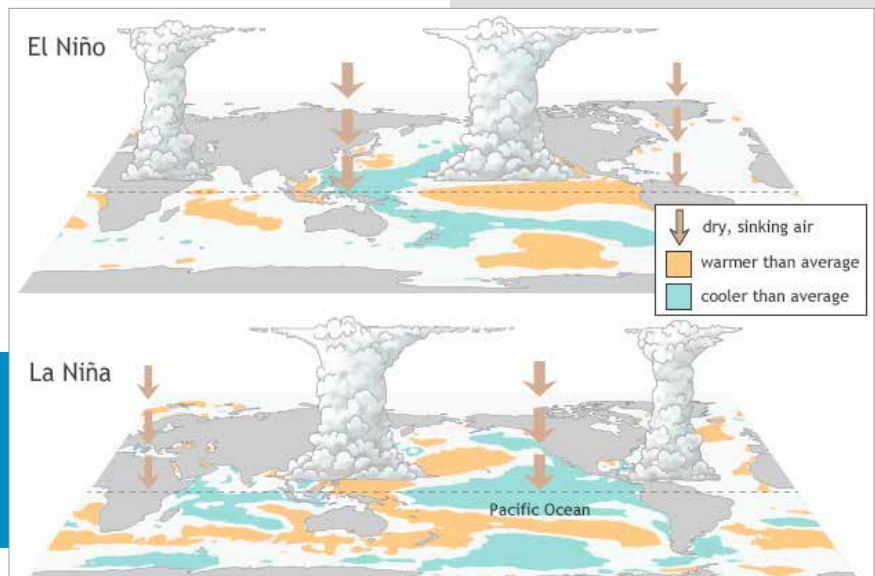 El Niño
dry, sinking air
warmer than average
cooler than average
La Niña
Pacific Ocean